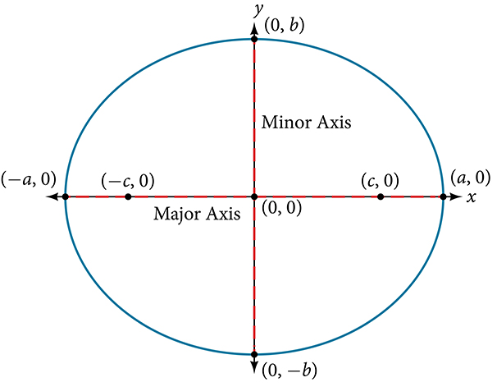 y
(0, b)
Minor Axis
(−a, 0)
(−c, 0)
(c, 0)
(a, 0)
x
Major Axis
(0, 0)
(0, −b)